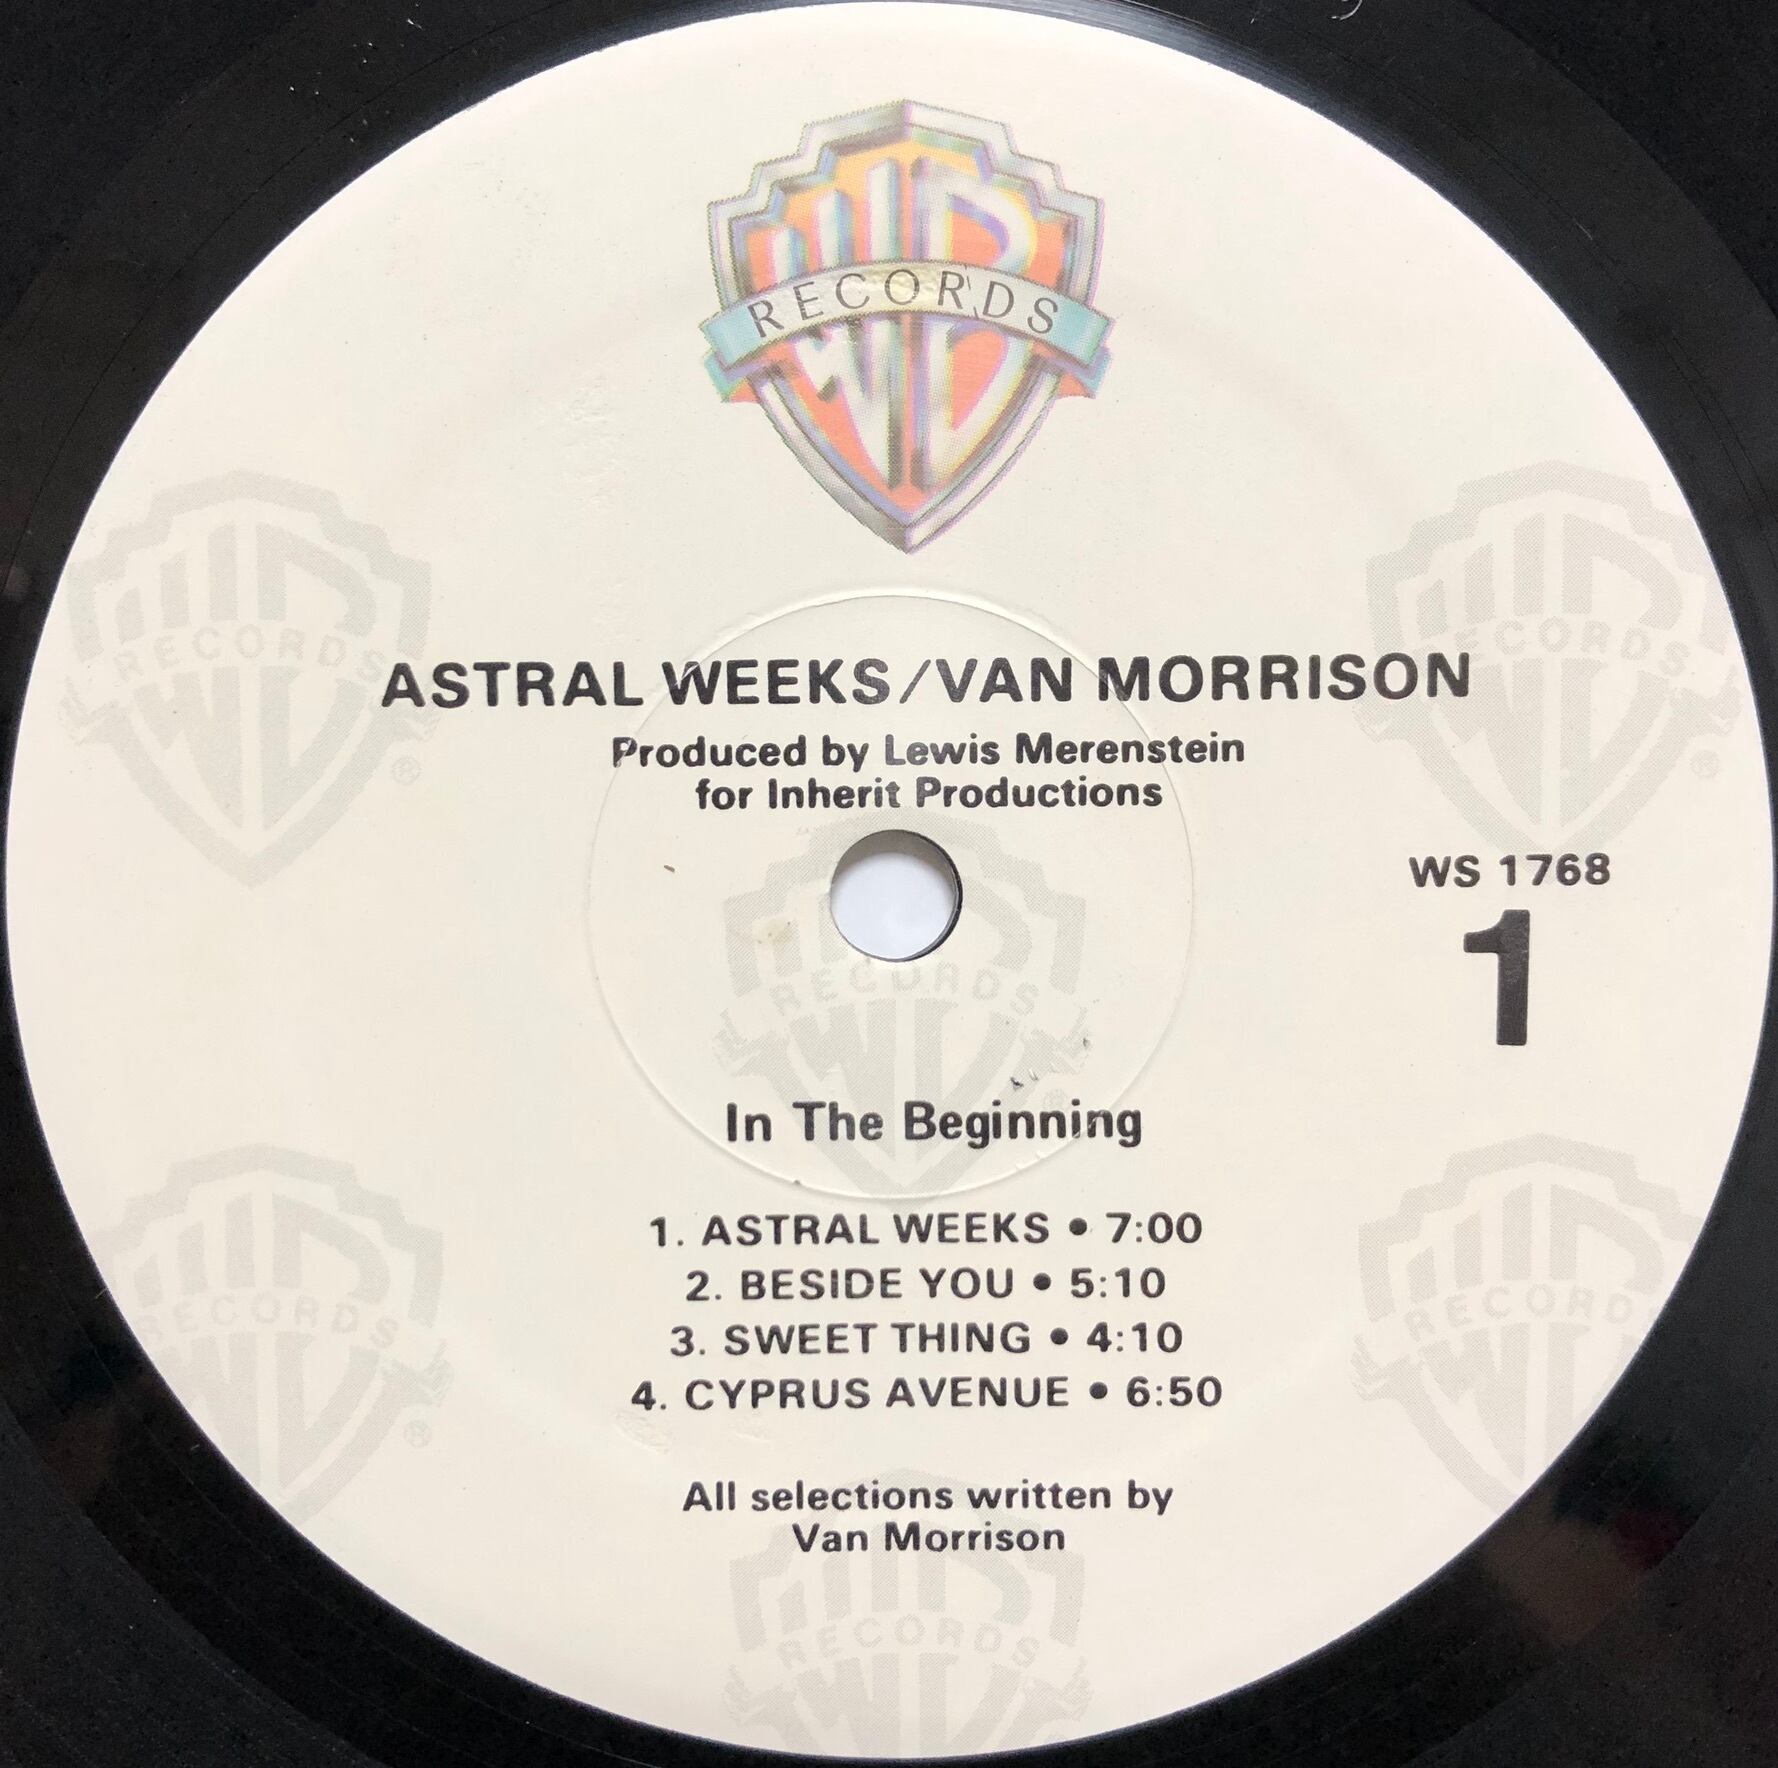 RECORDS
ASTRAL WEEKS/VAN MORRISON
Produced by Lewis Merenstein
for Inherit Productions
WS 1768
1
In The Beginning
1. ASTRAL WEEKS • 7:00
2. BESIDE YOU • 5:10
3. SWEET THING • 4:10
4. CYPRUS AVENUE • 6:50
All selections written by
Van Morrison